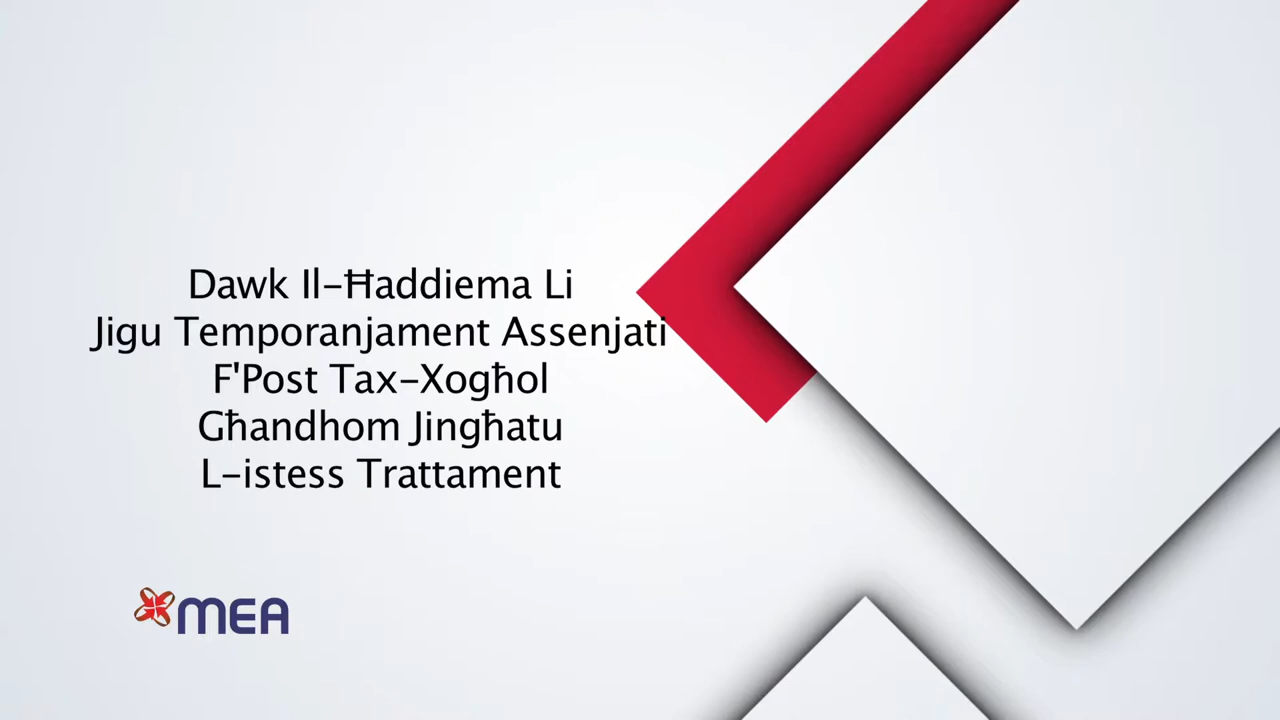 Dawk Il-Ħaddiema Li
Jigu Temporanjament Assenjati
F'Post Tax-Xogħol
Għandhom Jingħatu
L-istess Trattament
MEA